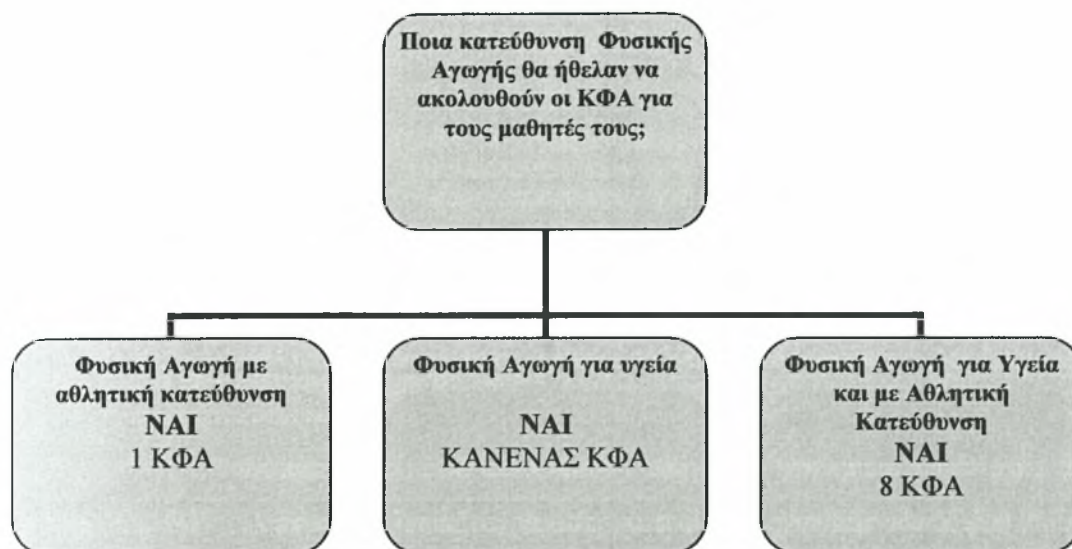 Ποια κατεύθυνση Φυσικής
Αγωγής θα ήθελαν να
ακολουθούν οι ΚΦΑ για
τους μαθητές τους;
Φυσική Αγωγή με
αθλητική κατεύθυνση
ΝΑΙ
1 ΚΦΑ
Φυσική Αγωγή για υγεία
ΝΑΙ
ΚΑΝΕΝΑΣ ΚΦΑ
Φυσική Αγωγή για Υγεία
και με Αθλητική
Κατεύθυνση
ΝΑΙ
8 ΚΦΑ